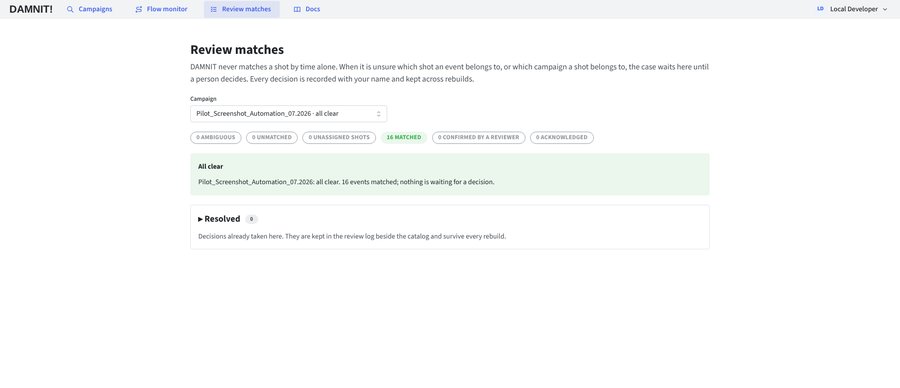 DAMNIT!
Campaigns
Flow monitor
Review matches
Docs
LD
Local Developer
Review matches
DAMNIT never matches a shot by time alone. When it is unsure which shot an event belongs to, or which campaign a shot belongs to, the case waits here until
a person decides. Every decision is recorded with your name and kept across rebuilds.
Campaign
Pilot_Screenshot_Automation_07.2026 · all clear
0 AMBIGUOUS
0 UNMATCHED
0 UNASSIGNED SHOTS
16 MATCHED
0 CONFIRMED BY A REVIEWER
0 ACKNOWLEDGED
All clear
Pilot_Screenshot_Automation_07.2026: all clear. 16 events matched; nothing is waiting for a decision.
Resolved 0
Decisions already taken here. They are kept in the review log beside the catalog and survive every rebuild.